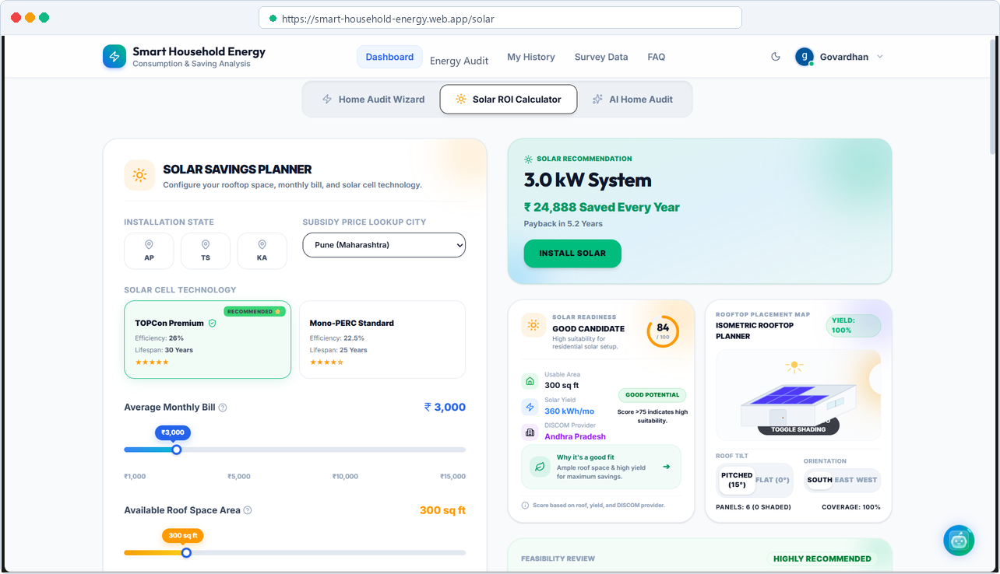 https://smart-household-energy.web.app/solar
Smart Household Energy
Consumption & Saving Analysis
Dashboard
Energy Audit
My History
Survey Data
FAQ
g
Govardhan
Home Audit Wizard
Solar ROI Calculator
AI Home Audit
SOLAR SAVINGS PLANNER
Configure your rooftop space, monthly bill, and solar cell technology.
INSTALLATION STATE
AP
TS
KA
SUBSIDY PRICE LOOKUP CITY
Pune (Maharashtra)
SOLAR CELL TECHNOLOGY
RECOMMENDED
TOPCon Premium
Efficiency: 26%
Lifespan: 30 Years
★★★★★
Mono-PERC Standard
Efficiency: 22.5%
Lifespan: 25 Years
★★★★☆
Average Monthly Bill ?
₹ 3,000
₹3,000
₹1,000
₹5,000
₹10,000
₹15,000
Available Roof Space Area ?
300 sq ft
300 sq ft
SOLAR RECOMMENDATION
3.0 kW System
₹ 24,888 Saved Every Year
Payback in 5.2 Years
INSTALL SOLAR
SOLAR READINESS
GOOD CANDIDATE
High suitability for
residential solar setup.
84
/ 100
Usable Area
300 sq ft
Solar Yield
360 kWh/mo
DISCOM Provider
Andhra Pradesh
GOOD POTENTIAL
Score >75 indicates high
suitability.
Why it's a good fit
Ample roof space & high yield
for maximum savings.
Score based on roof, yield, and DISCOM provider.
ROOFTOP PLACEMENT MAP
ISOMETRIC ROOFTOP
PLANNER
YIELD:
100%
TOGGLE SHADING
ROOF TILT
PITCHED
(15°)
FLAT (0°)
ORIENTATION
SOUTH
EAST
WEST
PANELS: 6 (0 SHADED)
COVERAGE: 100%
FEASIBILITY REVIEW
HIGHLY RECOMMENDED